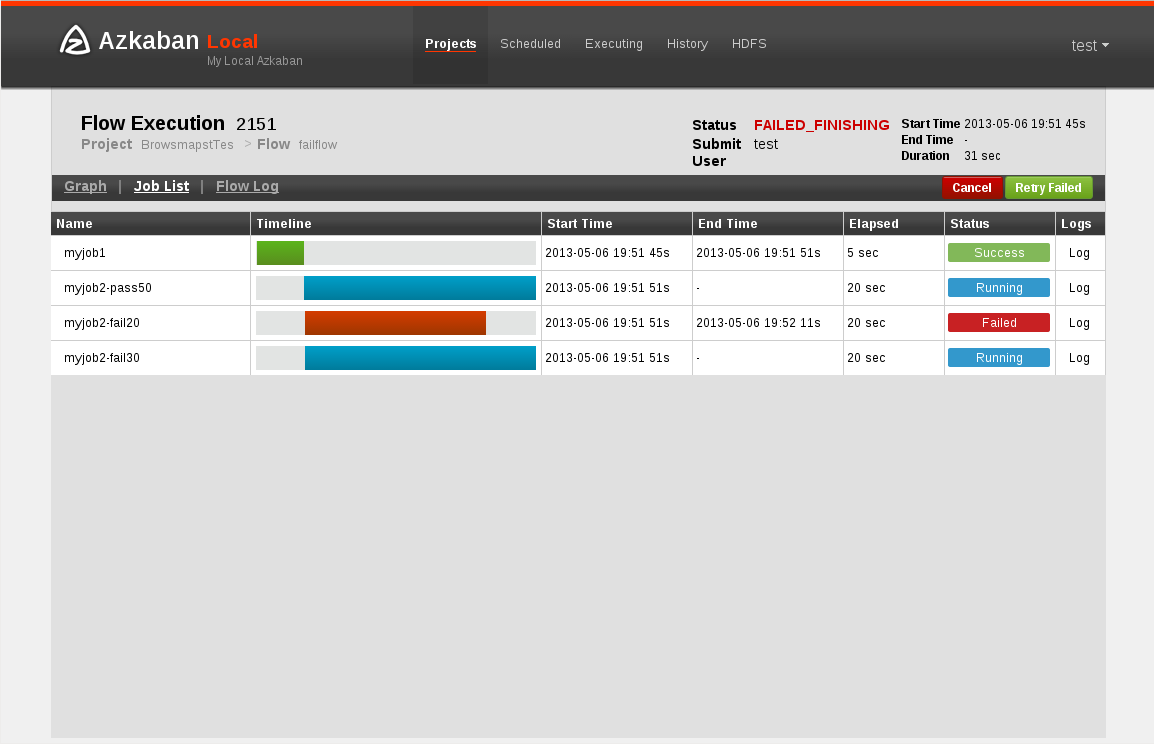 Azkaban Local
My Local Azkaban
Projects Scheduled Executing History HDFS
test
Flow Execution 2151
Project BrowsmapstTes > Flow failflow
Status FAILED_FINISHING
Submit User test
Start Time 2013-05-06 19:51 45s
End Time -
Duration 31 sec
Graph | Job List | Flow Log
Cancel Retry Failed
Name Timeline Start Time End Time Elapsed Status Logs
myjob1 2013-05-06 19:51 45s 2013-05-06 19:51 51s 5 sec Success Log
myjob2-pass50 2013-05-06 19:51 51s - 20 sec Running Log
myjob2-fail20 2013-05-06 19:51 51s 2013-05-06 19:52 11s 20 sec Failed Log
myjob2-fail30 2013-05-06 19:51 51s - 20 sec Running Log